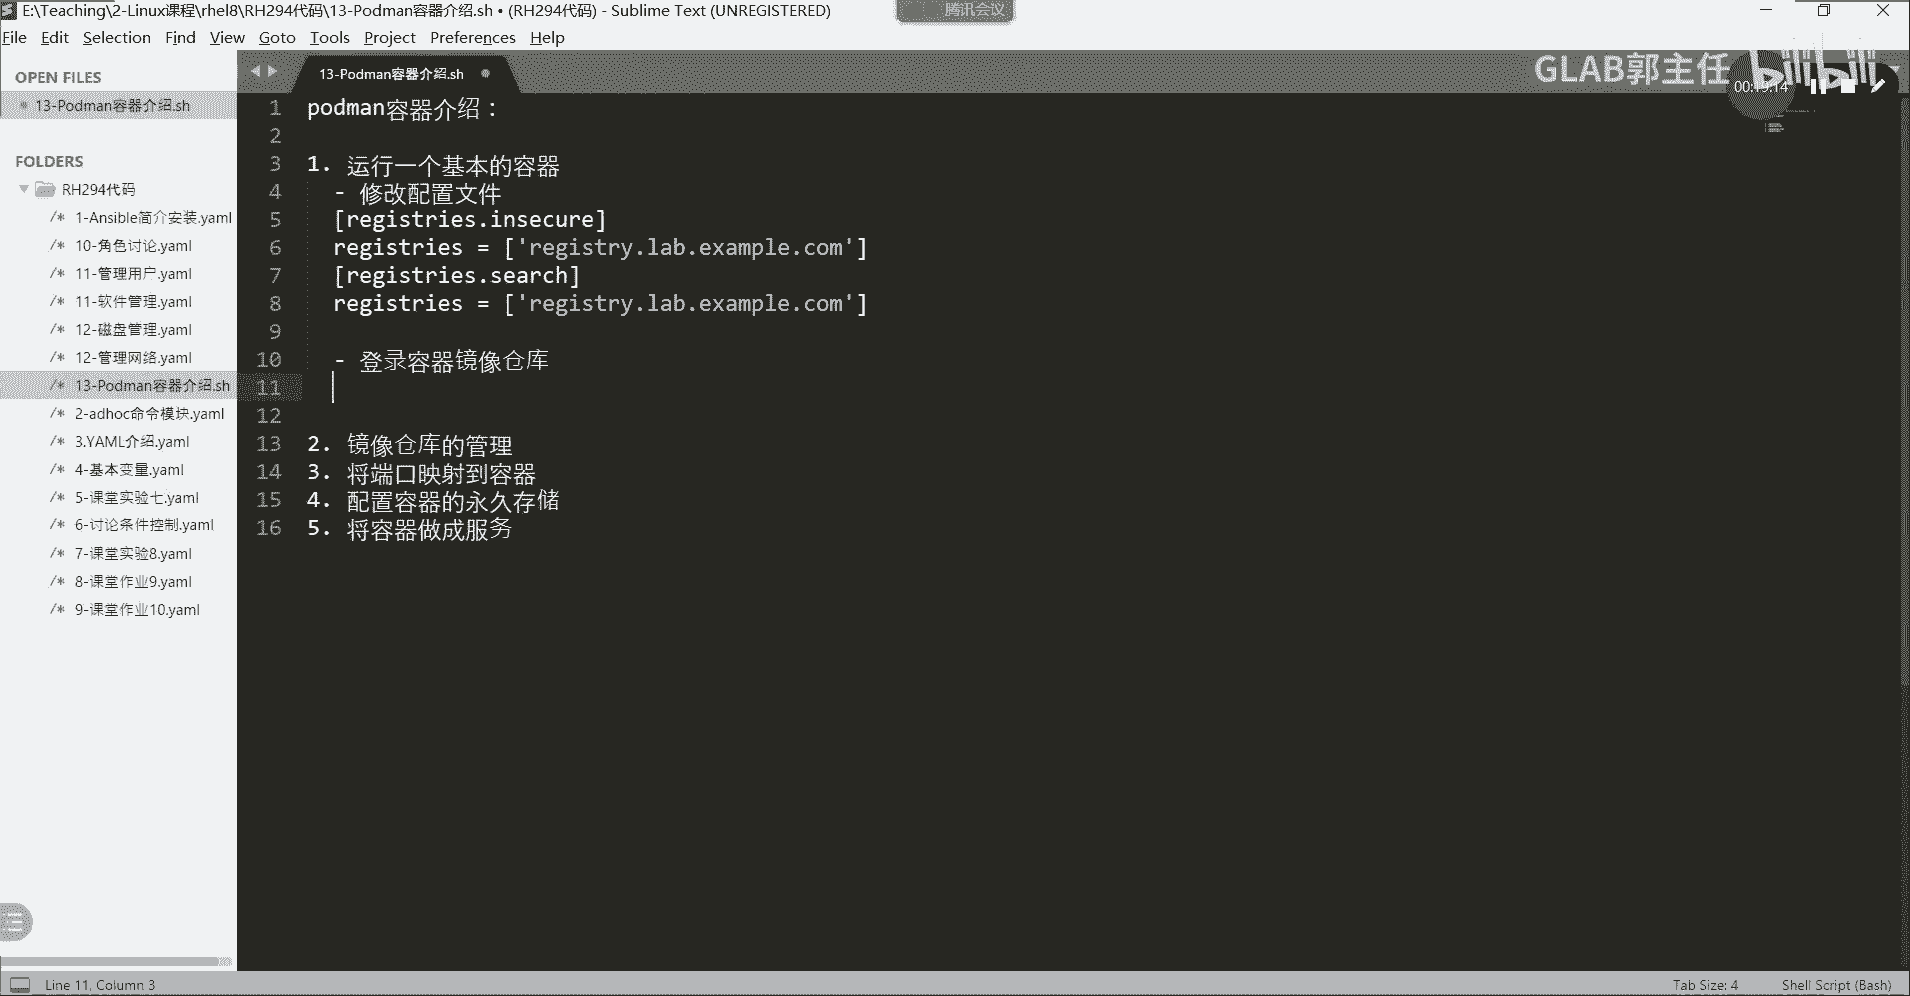 E:\Teaching\2-Linux课程\rhel8\RH294代码\13-Podman容器介绍.sh • (RH294代码) - Sublime Text (UNREGISTERED)
腾讯会议
File Edit Selection Find View Goto Tools Project Preferences Help
OPEN FILES
13-Podman容器介绍.sh
FOLDERS
RH294代码
/* 1-Ansible简介安装.yaml
/* 10-角色讨论.yaml
/* 11-管理用户.yaml
/* 11-软件管理.yaml
/* 12-磁盘管理.yaml
/* 12-管理网络.yaml
/* 13-Podman容器介绍.sh
/* 2-adhoc命令模块.yaml
/* 3.YAML介绍.yaml
/* 4-基本变量.yaml
/* 5-课堂实验七.yaml
/* 6-讨论条件控制.yaml
/* 7-课堂实验8.yaml
/* 8-课堂作业9.yaml
/* 9-课堂作业10.yaml
13-Podman容器介绍.sh
GLAB郭主任
bilibili
00:19:14
1 podman容器介绍：
2
3 1. 运行一个基本的容器
4 - 修改配置文件
5 [registries.insecure]
6 registries = ['registry.lab.example.com']
7 [registries.search]
8 registries = ['registry.lab.example.com']
9
10 - 登录容器镜像仓库
11
12
13 2. 镜像仓库的管理
14 3. 将端口映射到容器
15 4. 配置容器的永久存储
16 5. 将容器做成服务
Line 11, Column 3
Tab Size: 4
Shell Script (Bash)